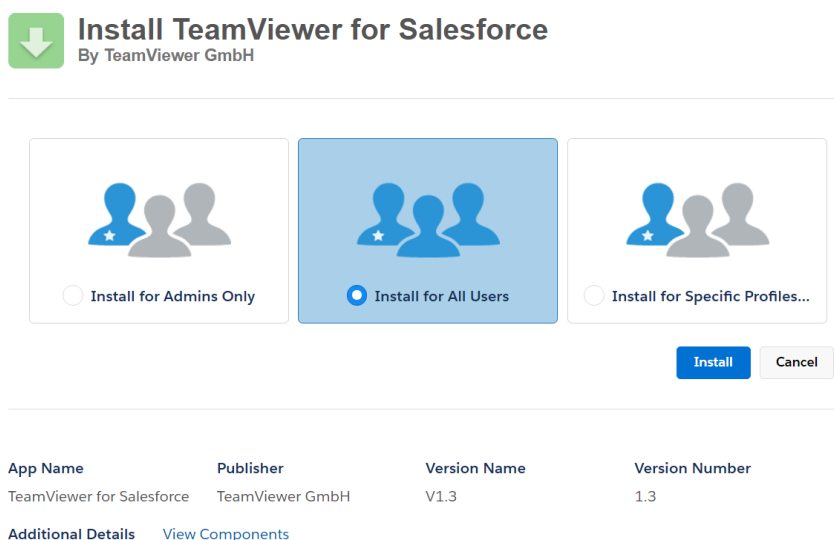 Install TeamViewer for Salesforce
By TeamViewer GmbH
Install for Admins Only
Install for All Users
Install for Specific Profiles...
Install
Cancel
App Name
Publisher
Version Name
Version Number
TeamViewer for Salesforce
TeamViewer GmbH
V1.3
1.3
Additional Details
View Components